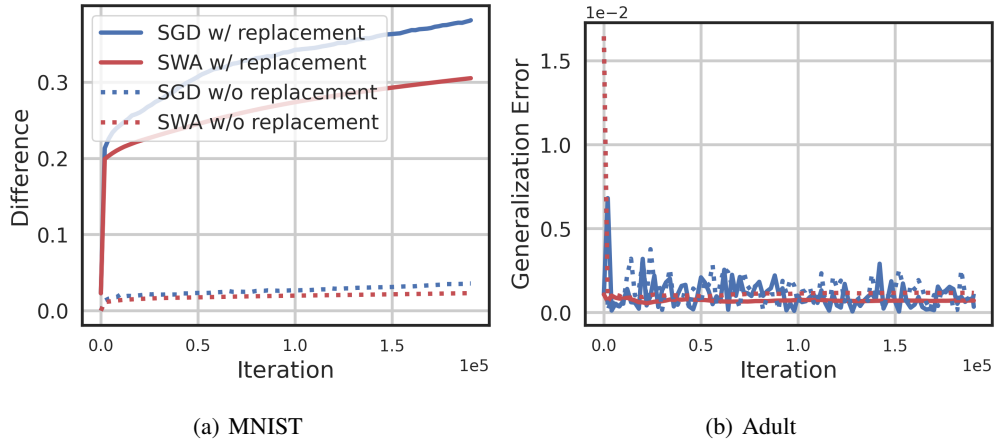 SGD w/ replacement
SWA w/ replacement
SGD w/o replacement
SWA w/o replacement
Difference
0.3
0.2
0.1
0.0
0.0 0.5 1.0 1.5
Iteration 1e5
(a) MNIST
1e−2
Generalization Error
1.5
1.0
0.5
0.0
0.0 0.5 1.0 1.5
Iteration 1e5
(b) Adult